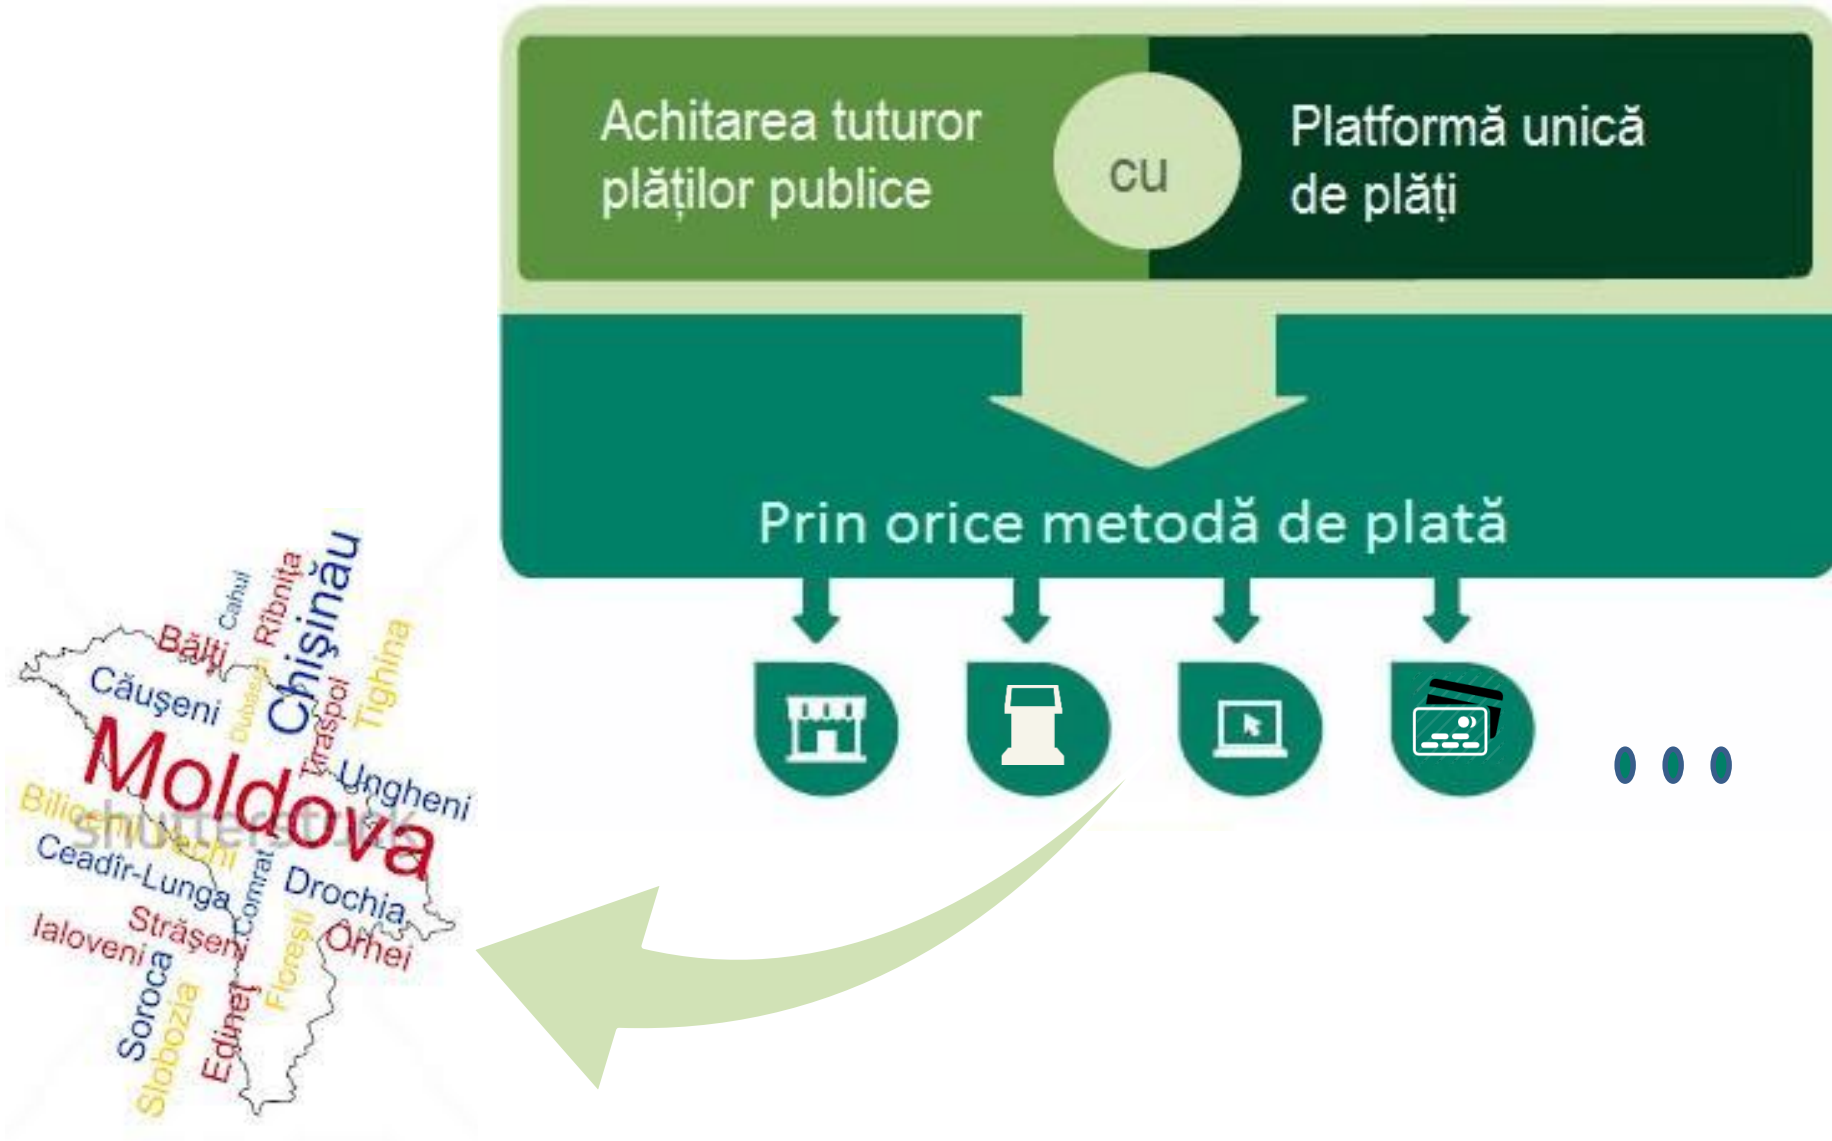 Achitarea tuturor
plăților publice
cu
Platformă unică
de plăți
Prin orice metodă de plată
Chişinău
Rîbniţa
Cahul
Bălţi
Tighina
Căuşeni
Tiraspol
Moldova
Ungheni
shutterstock
Ceadîr-Lunga
Comrat
Drochia
Străşeni
Ialoveni
Orhei
Floreşti
Soroca
Slobozia
Edineţ